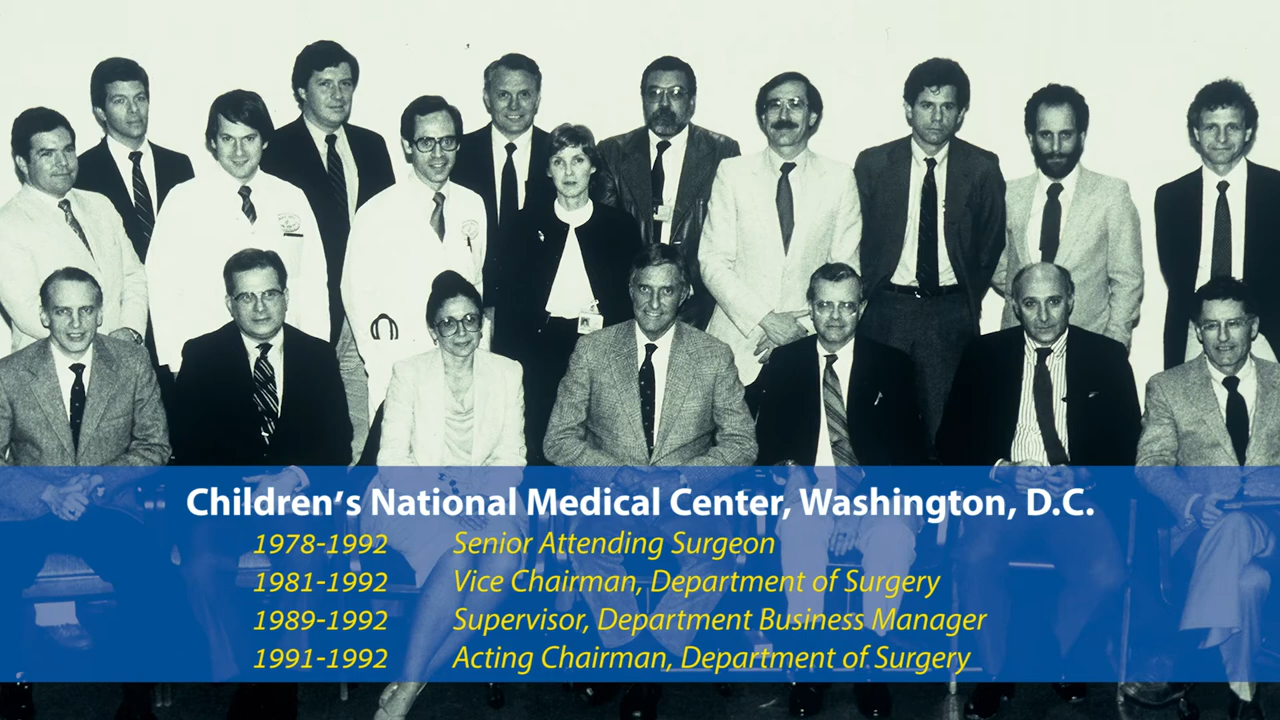 Children's National Medical Center, Washington, D.C.
1978-1992 Senior Attending Surgeon
1981-1992 Vice Chairman, Department of Surgery
1989-1992 Supervisor, Department Business Manager
1991-1992 Acting Chairman, Department of Surgery